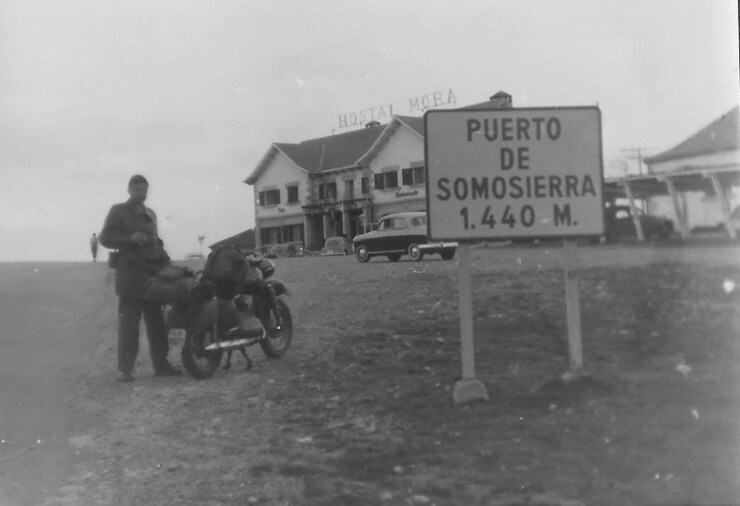 HOSTAL MORA
PUERTO
DE
SOMOSIERRA
1.440 M.